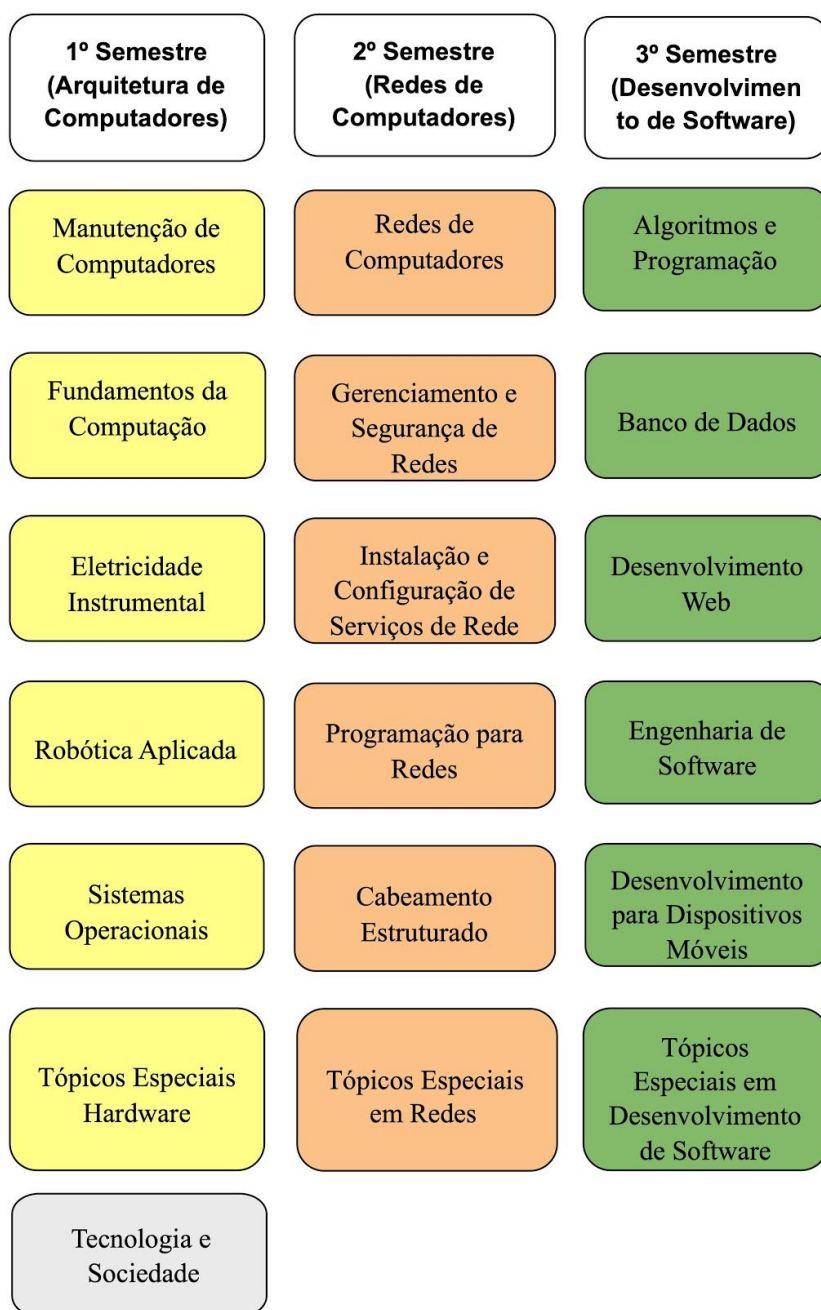 1º Semestre
(Arquitetura de
Computadores)
2º Semestre
(Redes de
Computadores)
3º Semestre
(Desenvolvimen
to de Software)
Manutenção de
Computadores
Redes de
Computadores
Algoritmos e
Programação
Fundamentos da
Computação
Gerenciamento e
Segurança de
Redes
Banco de Dados
Eletricidade
Instrumental
Instalação e
Configuração de
Serviços de Rede
Desenvolvimento
Web
Robótica Aplicada
Programação para
Redes
Engenharia de
Software
Sistemas
Operacionais
Cabeamento
Estruturado
Desenvolvimento
para Dispositivos
Móveis
Tópicos Especiais
Hardware
Tópicos Especiais
em Redes
Tópicos
Especiais em
Desenvolvimento
de Software
Tecnologia e
Sociedade